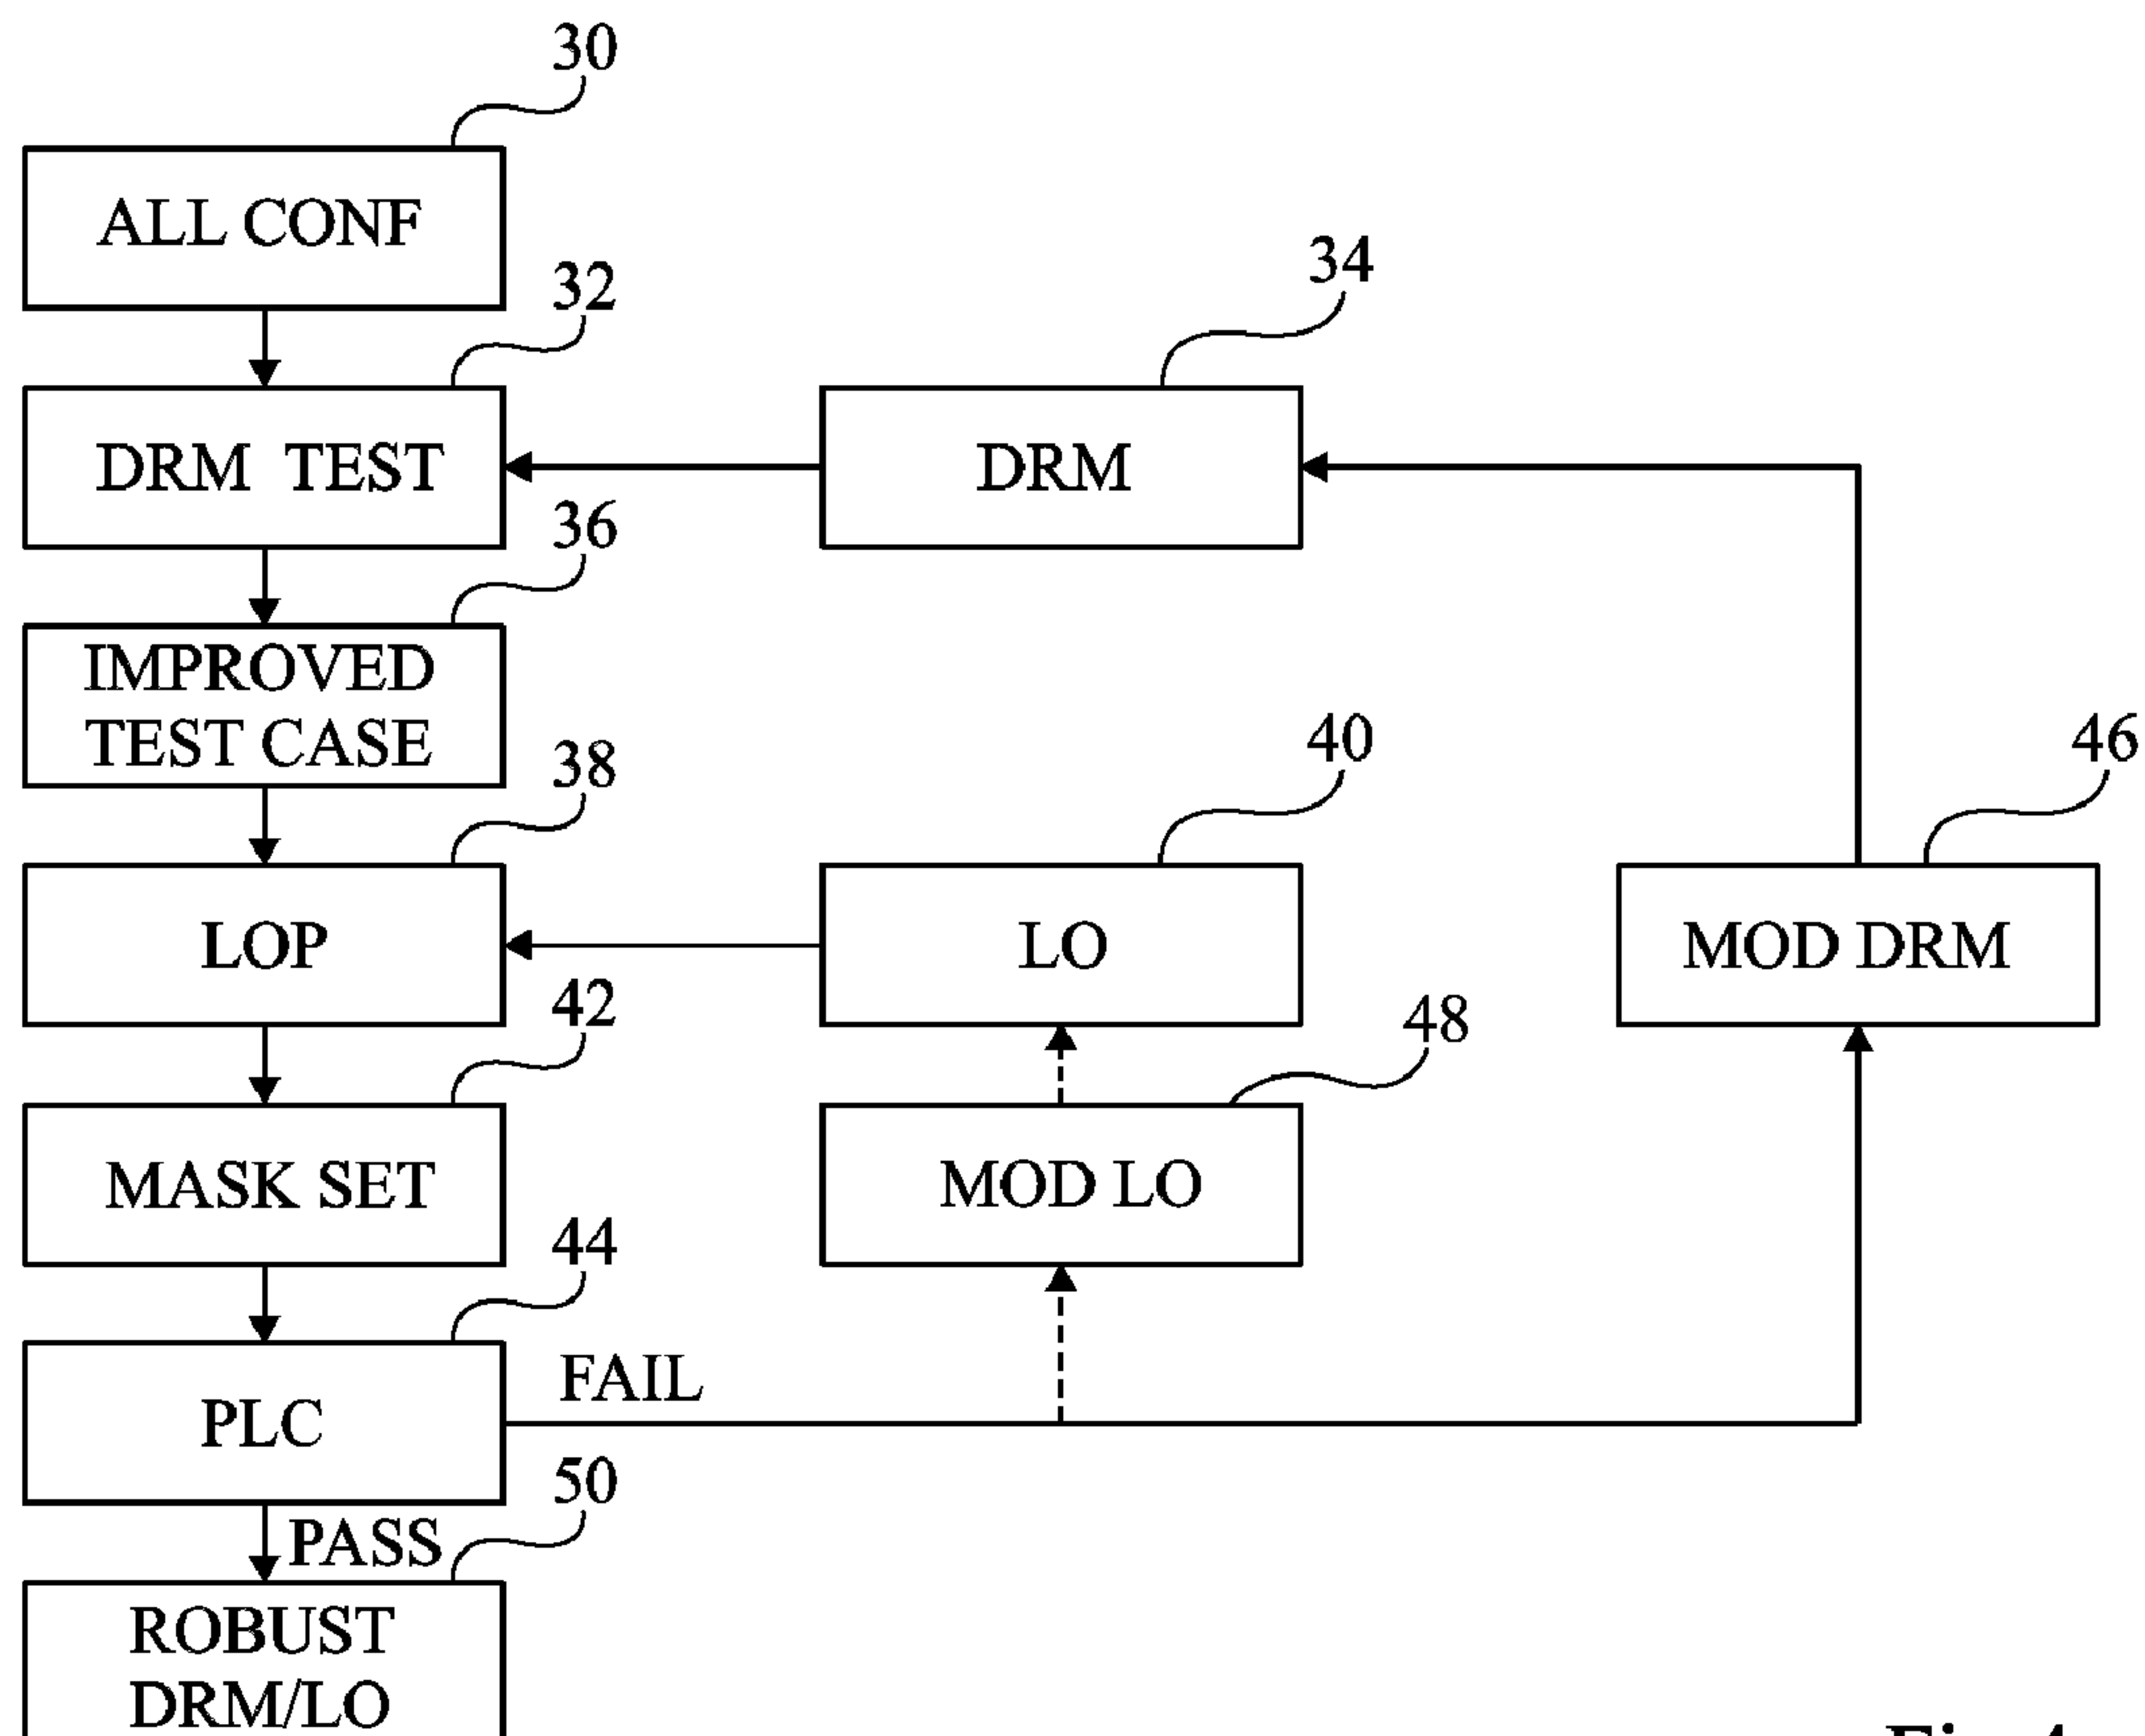 30
ALL CONF
32
34
DRM TEST
DRM
36
IMPROVED
TEST CASE
38
40
46
LOP
LO
MOD DRM
42
48
MASK SET
MOD LO
44
FAIL
PLC
50
PASS
ROBUST
DRM/LO